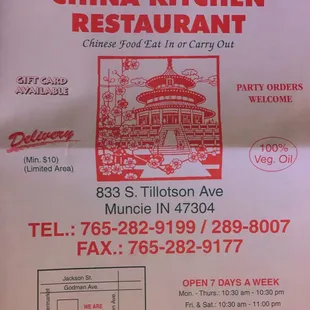 CHINA KITCHEN
RESTAURANT
Chinese Food Eat In or Carry Out
GIFT CARD
AVAILABLE
PARTY ORDERS
WELCOME
Delivery
(Min. $10)
(Limited Area)
100%
Veg. Oil
833 S. Tillotson Ave
Muncie IN 47304
TEL.: 765-282-9199 / 289-8007
FAX.: 765-282-9177
Jackson St.
Godman Ave.
WE ARE
Ave
OPEN 7 DAYS A WEEK
Mon. - Thurs.: 10:30 am - 10:30 pm
Fri. & Sat.: 10:30 am - 11:00 pm